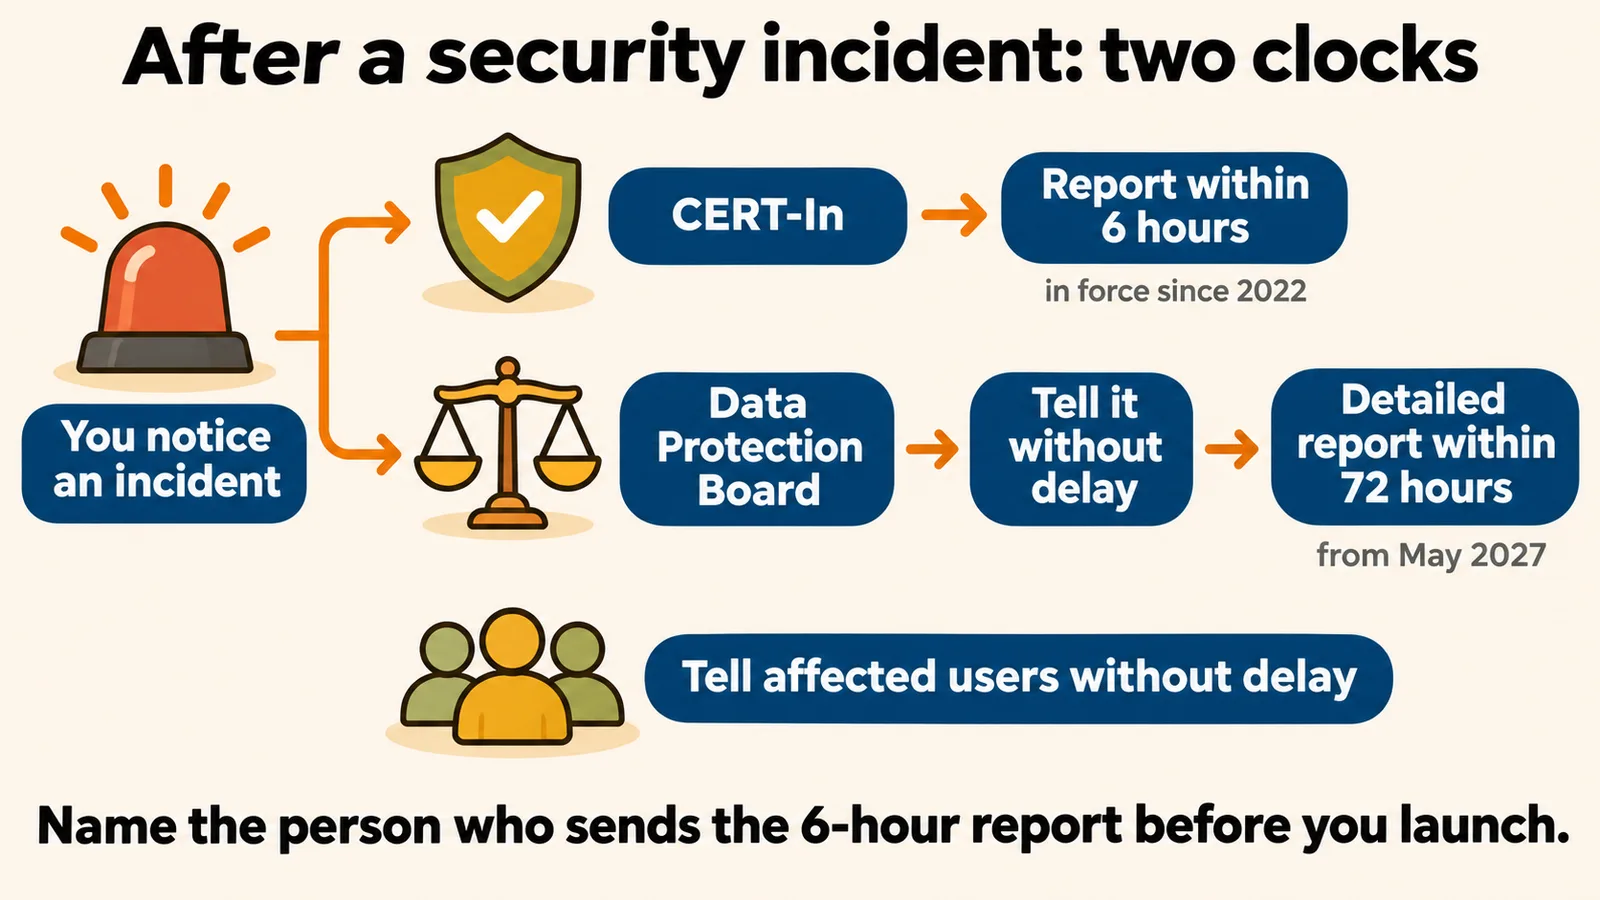 After a security incident: two clocks
You notice
an incident
CERT-In
Report within
6 hours
in force since 2022
Data
Protection
Board
Tell it
without
delay
Detailed
report within
72 hours
from May 2027
Tell affected users without delay
Name the person who sends the 6-hour report before you launch.